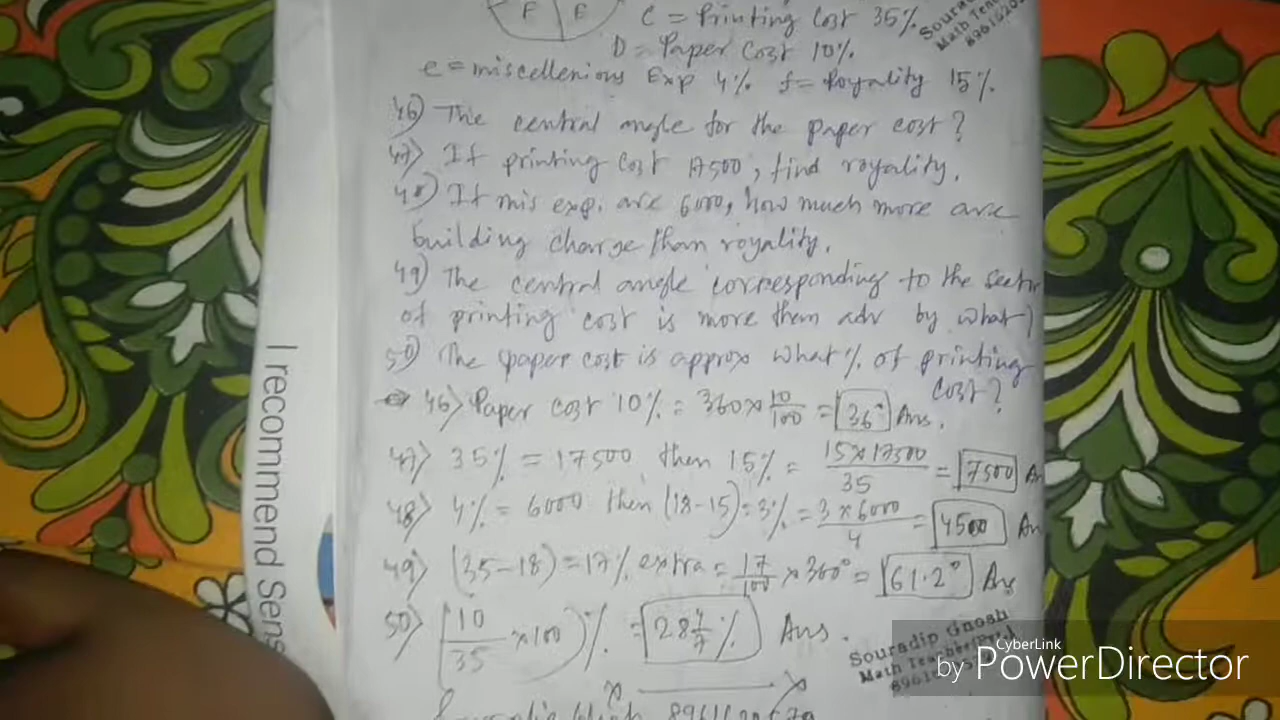 F E C = Printing Cost 35%.
D = Paper Cost 10%.
e = miscellenious Exp 4% f = Royality 15%.
46) The central angle for the paper cost?
47) If printing cost 17500, find royality.
48) If mis exp. are 6000, how much more are
building charge than royality.
49) The central angle corresponding to the sector
of printing cost is more them adv by what?
50) The paper cost is approx what % of printing
cost?
46) Paper cost 10% = 360 × 10/100 = 36° Ans.
47) 35% = 17500 then 15% = 15×17500/35 = 7500 An
48) 4% = 6000 then (18-15) = 3% = 3×6000/4 = 4500 An
49) (35-18) = 17% extra = 17/100 × 360° = 61.2° Ans
50) (10/35 ×100)% = 28 4/7 % Ans.
Souradip Ghosh
Math Teacher
I recommend Sens
CyberLink
by PowerDirector